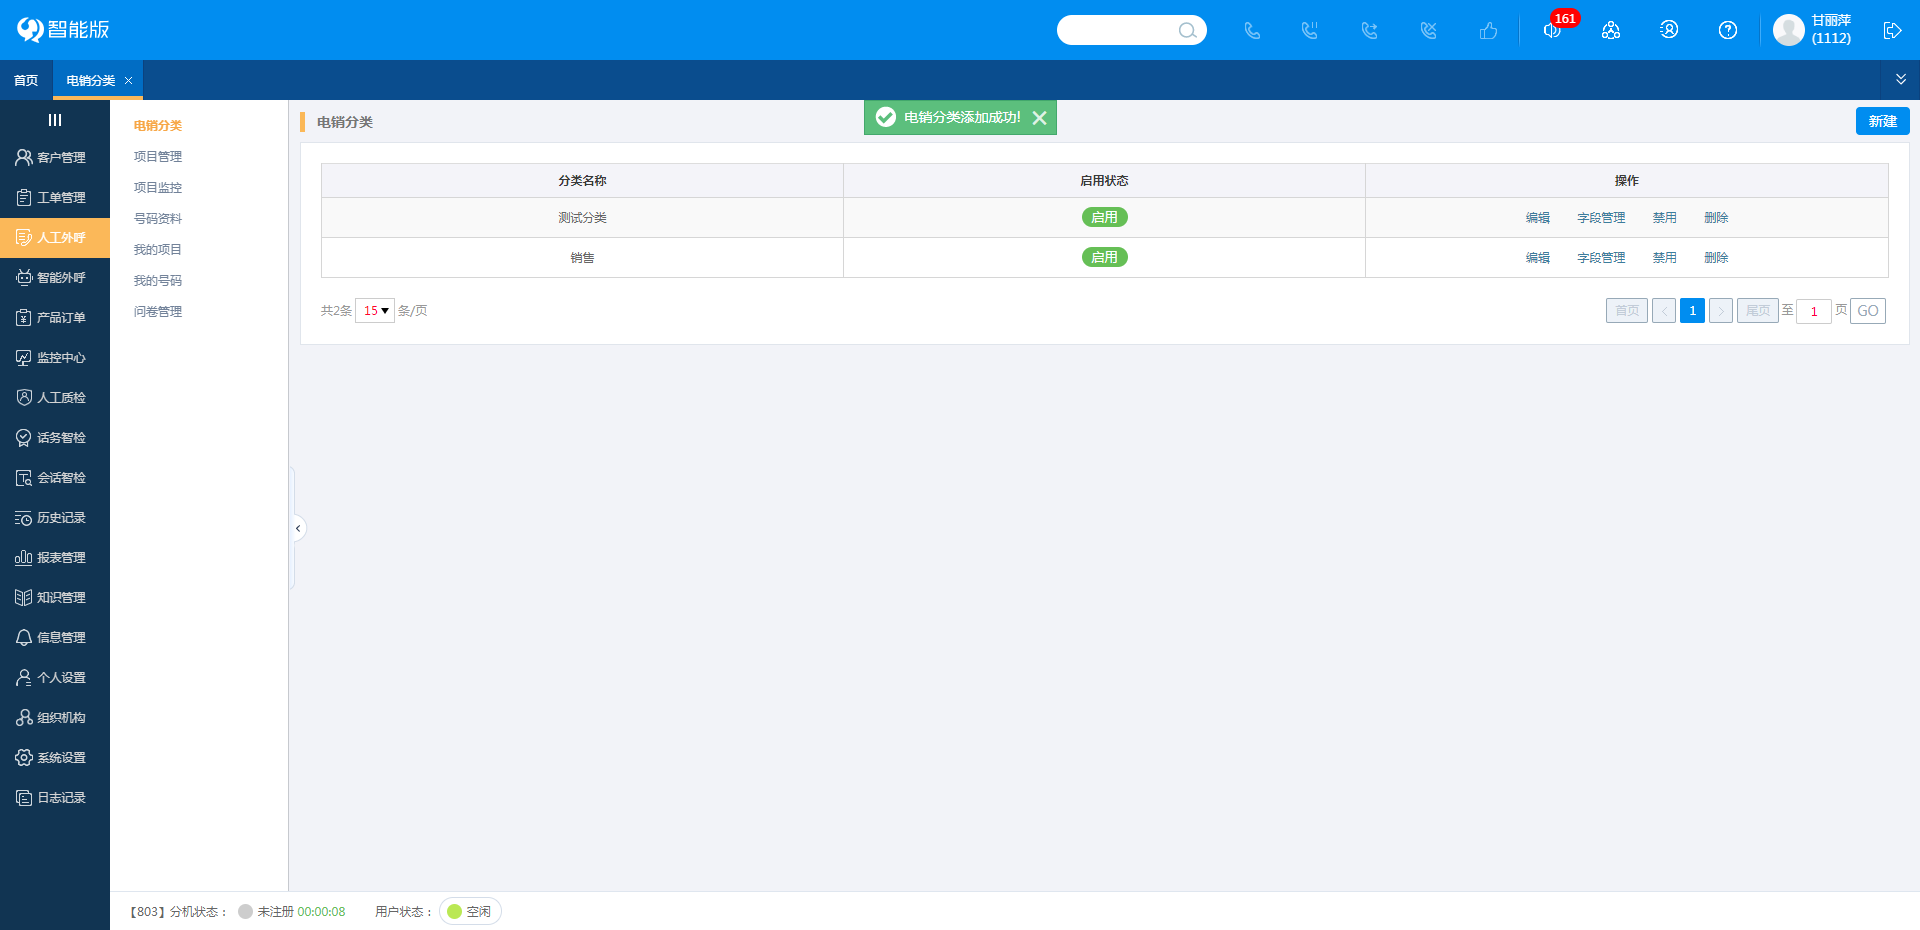 智能版
161
甘丽萍
(1112)
首页
电销分类
客户管理
工单管理
人工外呼
智能外呼
产品订单
监控中心
人工质检
话务智检
会话智检
历史记录
报表管理
知识管理
信息管理
个人设置
组织机构
系统设置
日志记录
电销分类
项目管理
项目监控
号码资料
我的项目
我的号码
问卷管理
电销分类
电销分类添加成功!
新建
分类名称 启用状态 操作
测试分类 启用 编辑 字段管理 禁用 删除
销售 启用 编辑 字段管理 禁用 删除
共2条 15 条/页
首页 < 1 > 尾页 至 1 页 GO
【803】分机状态： 未注册 00:00:08 用户状态： 空闲